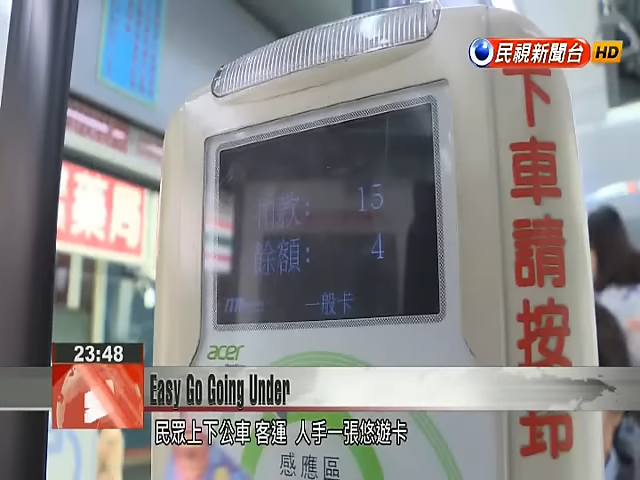 民視新聞台 HD
下車請按鈴
扣款: 15
餘額: 4
一般卡
藥局
acer
23:48
Easy Go Going Under
民眾上下公車 客運 人手一張悠遊卡
感應區